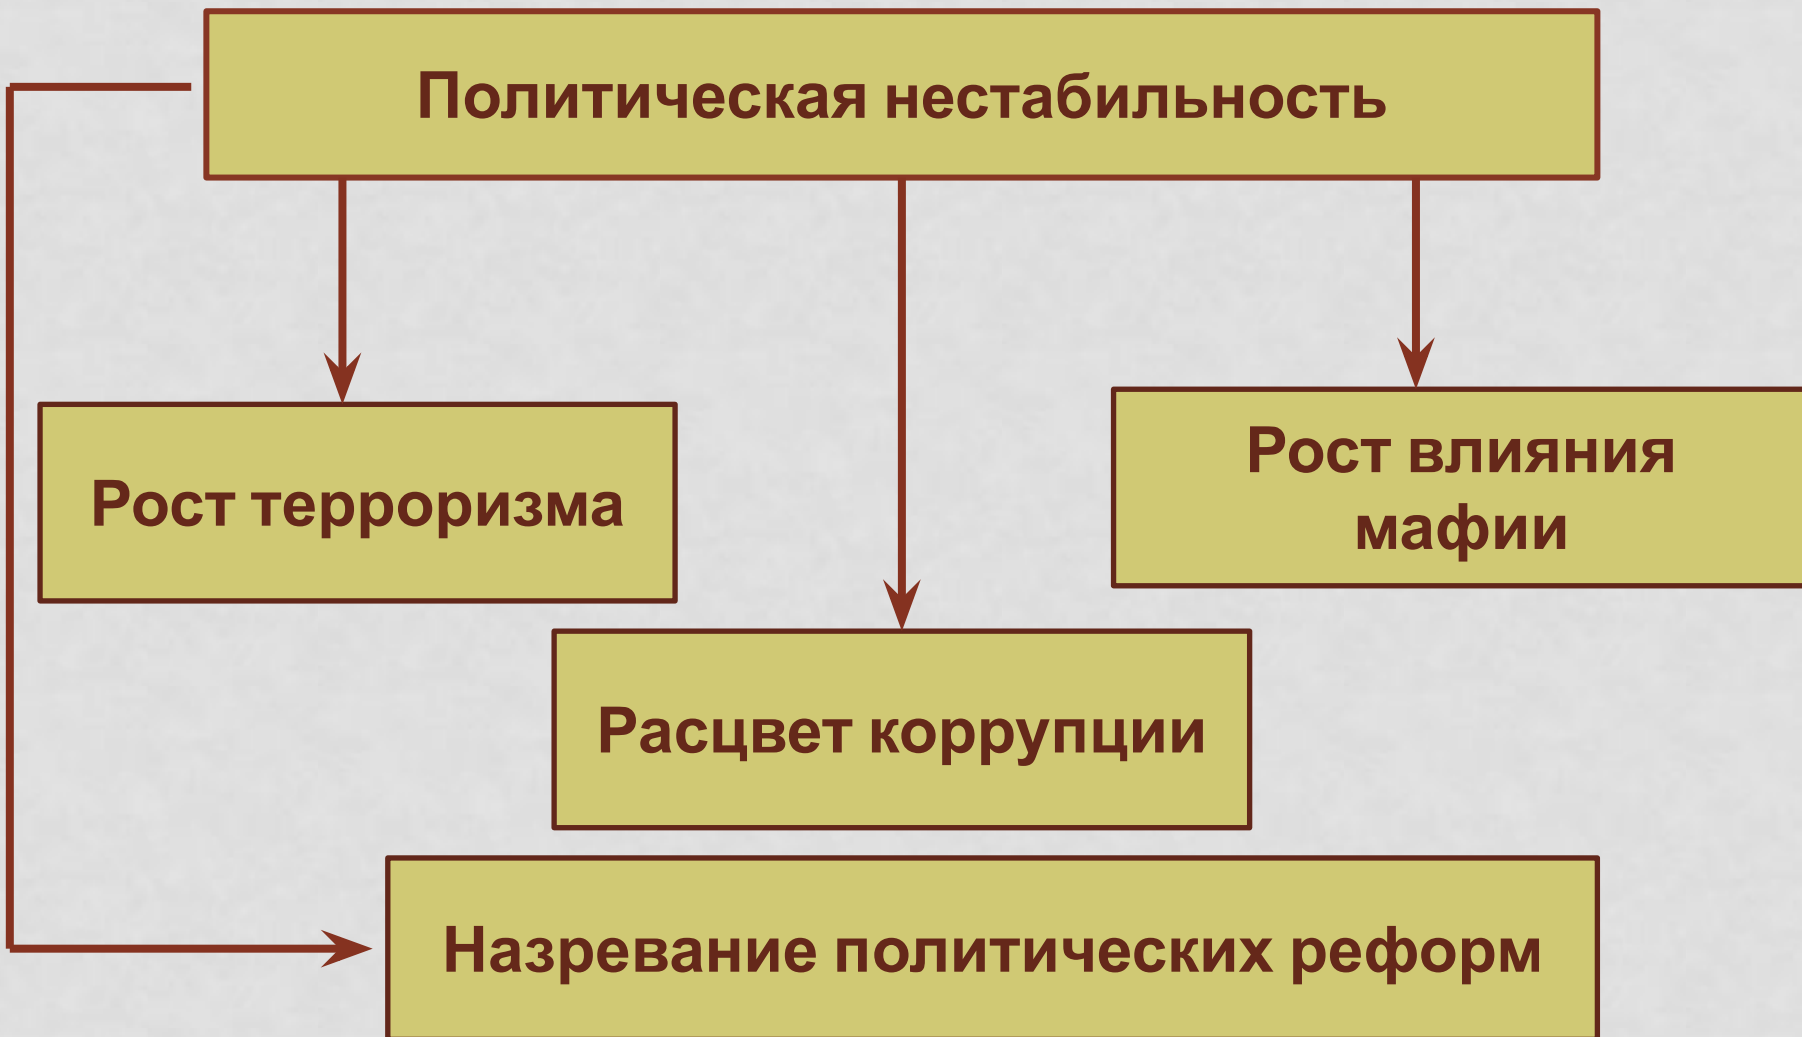 Политическая нестабильность
Рост терроризма
Рост влияния
мафии
Расцвет коррупции
Назревание политических реформ